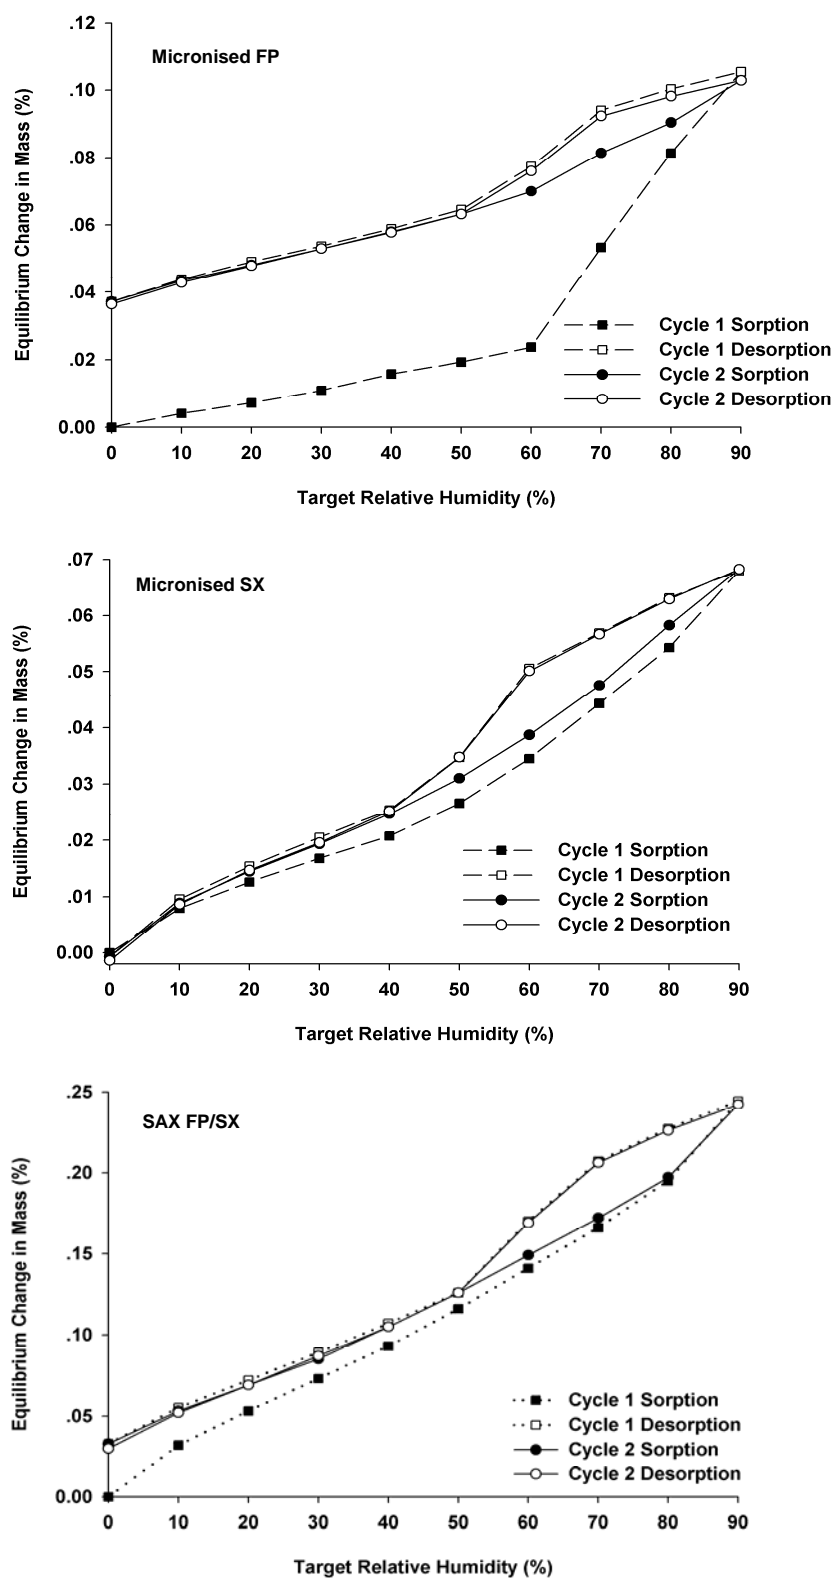 Micronised FP
Equilibrium Change in Mass (%)
.12
.10
.08
.06
.04
.02
0.00
Cycle 1 Sorption
Cycle 1 Desorption
Cycle 2 Sorption
Cycle 2 Desorption
0 10 20 30 40 50 60 70 80 90
Target Relative Humidity (%)
Micronised SX
Equilibrium Change in Mass (%)
.07
.06
.05
.04
.03
.02
.01
0.00
Cycle 1 Sorption
Cycle 1 Desorption
Cycle 2 Sorption
Cycle 2 Desorption
0 10 20 30 40 50 60 70 80 90
Target Relative Humidity (%)
SAX FP/SX
Equilibrium Change in Mass (%)
.25
.20
.15
.10
.05
0.00
Cycle 1 Sorption
Cycle 1 Desorption
Cycle 2 Sorption
Cycle 2 Desorption
0 10 20 30 40 50 60 70 80 90
Target Relative Humidity (%)